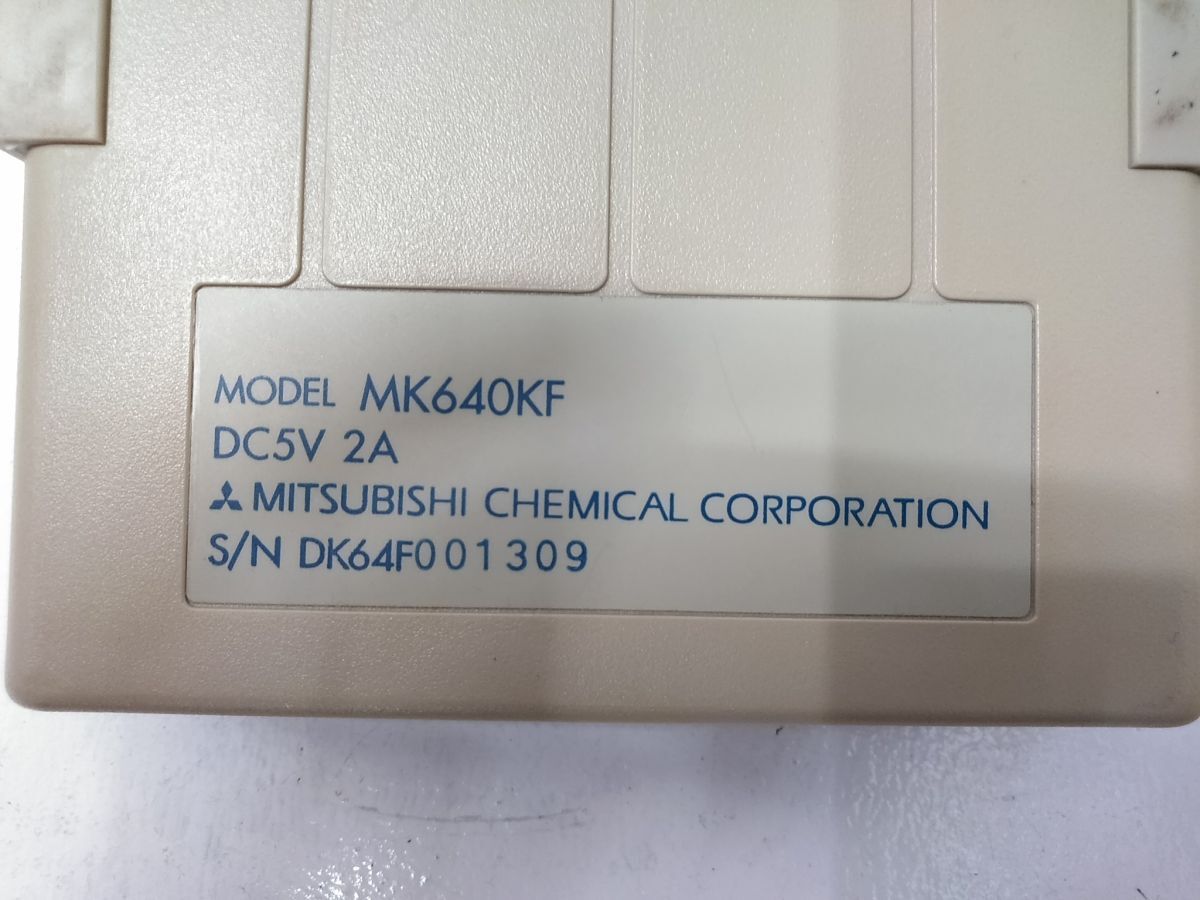 MODEL MK640KF
DC5V 2A
MITSUBISHI CHEMICAL CORPORATION
S/N DK64F001309